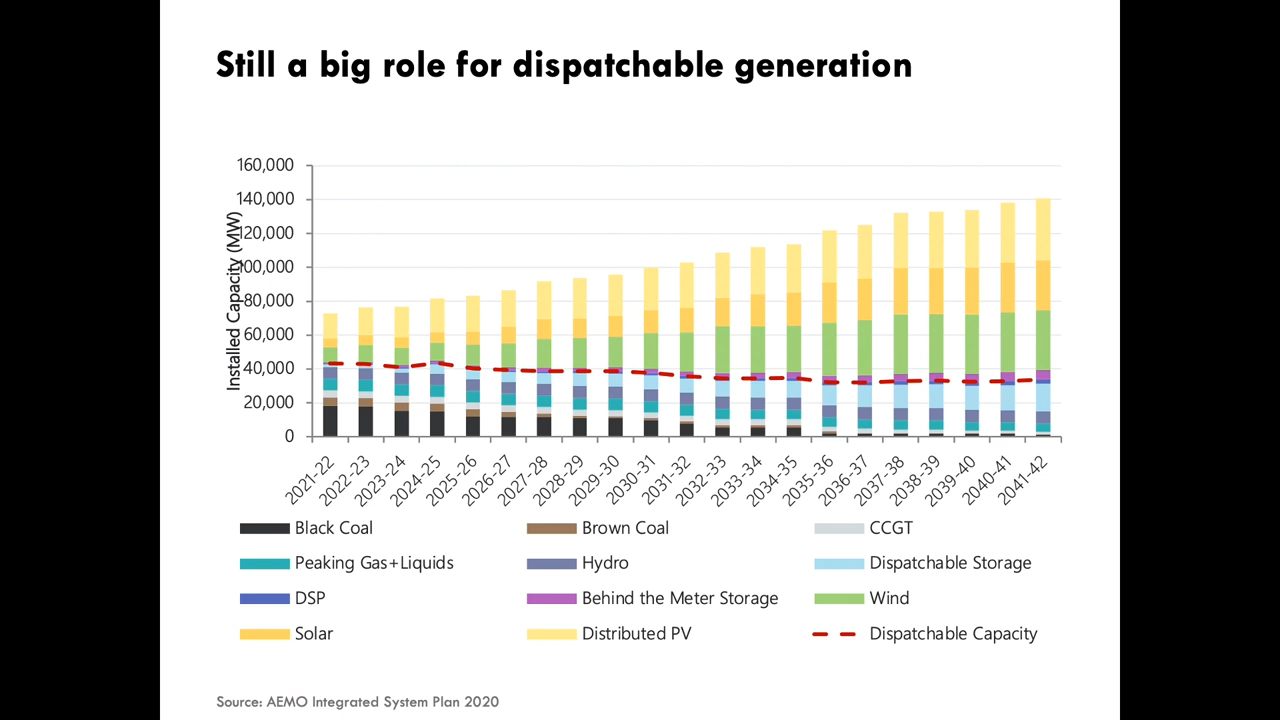 Still a big role for dispatchable generation
Installed Capacity (MW)
160,000
140,000
120,000
100,000
80,000
60,000
40,000
20,000
0
2021-22
2022-23
2023-24
2024-25
2025-26
2026-27
2027-28
2028-29
2029-30
2030-31
2031-32
2032-33
2033-34
2034-35
2035-36
2036-37
2037-38
2038-39
2039-40
2040-41
2041-42
Black Coal
Brown Coal
CCGT
Peaking Gas+Liquids
Hydro
Dispatchable Storage
DSP
Behind the Meter Storage
Wind
Solar
Distributed PV
Dispatchable Capacity
Source: AEMO Integrated System Plan 2020